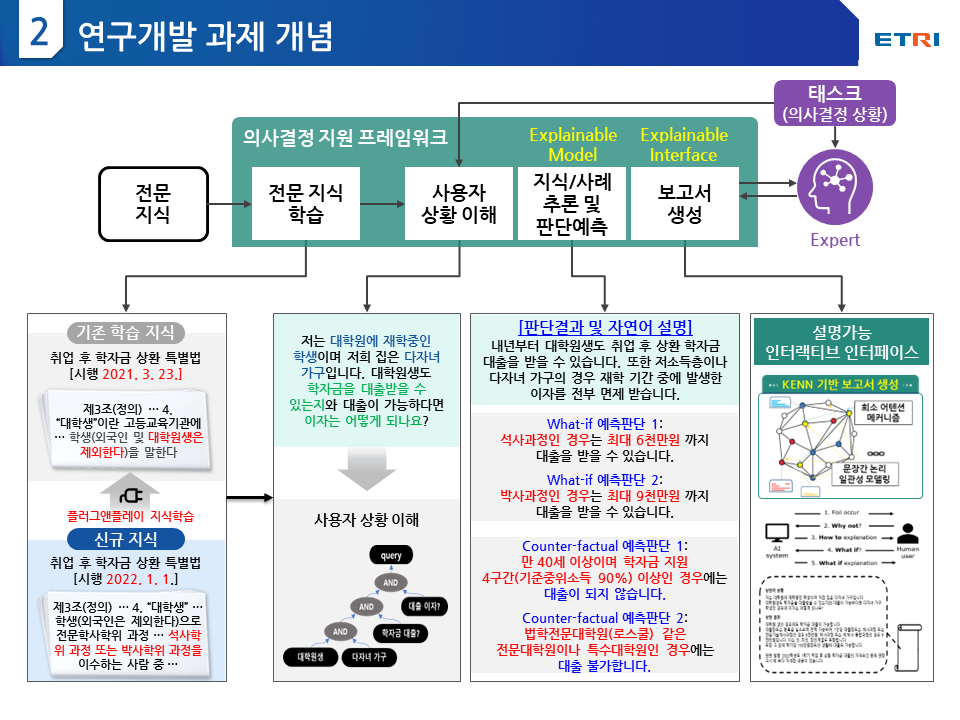 2
연구개발 과제 개념
ETRI
태스크
(의사결정 상황)
의사결정 지원 프레임워크
Explainable
Model
Explainable
Interface
전문
지식
전문 지식
학습
사용자
상황 이해
지식/사례
추론 및
판단예측
보고서
생성
Expert
기존 학습 지식
취업 후 학자금 상환 특별법
[시행 2021. 3. 23.]
제3조(정의) … 4.
“대학생”이란 고등교육기관에
… 학생(외국인 및 대학원생은
제외한다)을 말한다
플러그앤플레이 지식학습
신규 지식
취업 후 학자금 상환 특별법
[시행 2022. 1. 1.]
제3조(정의) … 4. “대학생” …
학생(외국인은 제외한다)으로
전문학사학위 과정 … 석사학
위 과정 또는 박사학위 과정을
이수하는 사람 중 …
저는 대학원에 재학중인
학생이며 저희 집은 다자녀
가구입니다. 대학원생도
학자금을 대출받을 수
있는지와 대출이 가능하다면
이자는 어떻게 되나요?
사용자 상황 이해
query
AND
AND
대출 이자?
AND
학자금 대출?
대학원생
다자녀 가구
[판단결과 및 자연어 설명]
내년부터 대학원생도 취업 후 상환 학자금
대출을 받을 수 있습니다. 또한 저소득층이나
다자녀 가구의 경우 재학 기간 중에 발생한
이자를 전부 면제 받습니다.
What-if 예측판단 1:
석사과정인 경우는 최대 6천만원 까지
대출을 받을 수 있습니다.
What-if 예측판단 2:
박사과정인 경우는 최대 9천만원 까지
대출을 받을 수 있습니다.
Counter-factual 예측판단 1:
만 40세 이상이며 학자금 지원
4구간(기준중위소득 90%) 이상인 경우에는
대출이 되지 않습니다.
Counter-factual 예측판단 2:
법학전문대학원(로스쿨) 같은
전문대학원이나 특수대학원인 경우에는
대출 불가합니다.
설명가능
인터랙티브 인터페이스
KENN 기반 보고서 생성
희소 어텐션
메커니즘
문장간 논리
일관성 모델링
1. Foil occur
2. Why not?
3. How to explanation
4. What if?
5. What if explanation
AI
system
Human
user